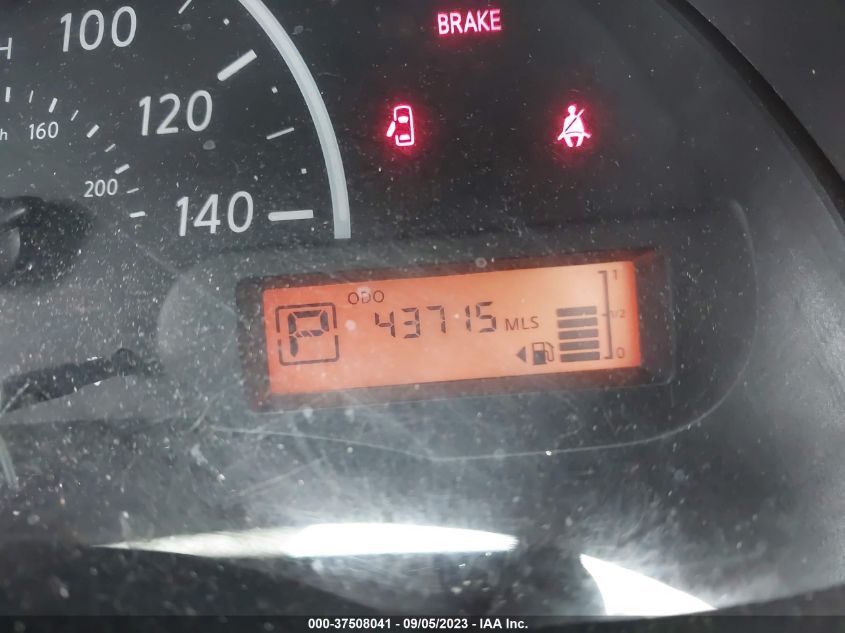 BRAKE
100
H
120
160
h
200
140
ODO
P
43715 MLS
1
1/2
0
000-37508041 - 09/05/2023 - IAA Inc.